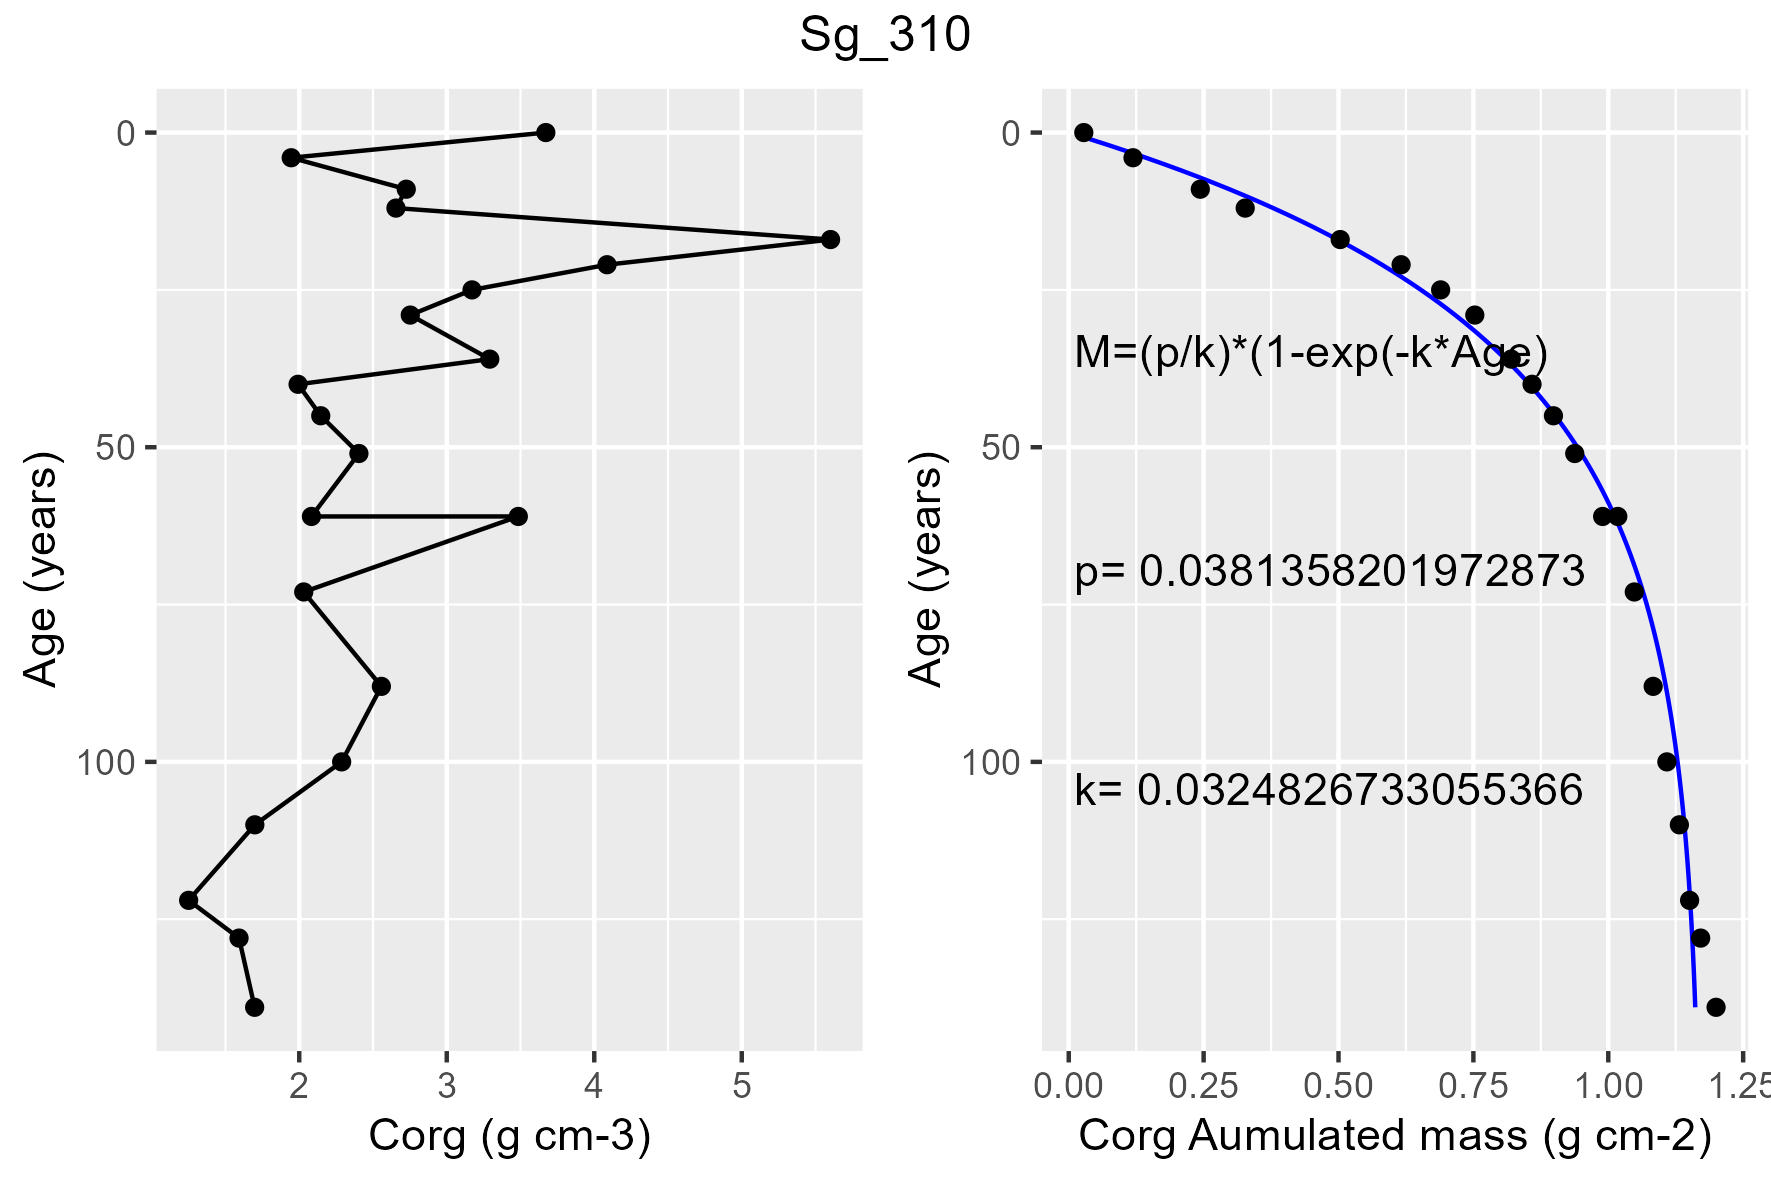 Sg_310
0
50
100
Age (years)
2
3
4
5
Corg (g cm-3)
M=(p/k)*(1-exp(-k*Age)
p= 0.0381358201972873
k= 0.0324826733055366
0
50
100
Age (years)
0.00
0.25
0.50
0.75
1.00
1.25
Corg Aumulated mass (g cm-2)